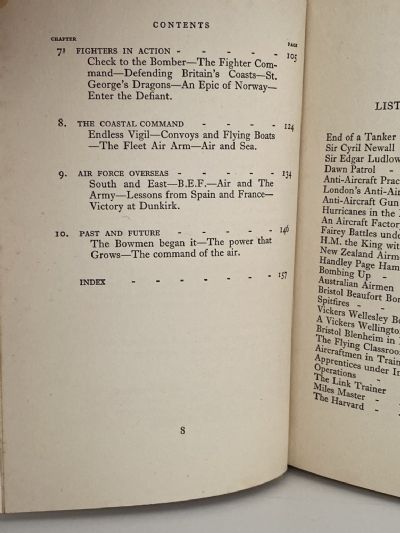 CONTENTS
CHAPTER PAGE
7. FIGHTERS IN ACTION - - - - - 105
Check to the Bomber—The Fighter Com-
mand—Defending Britain's Coasts—St.
George's Dragons—An Epic of Norway—
Enter the Defiant.
8. THE COASTAL COMMAND - - - - 124
Endless Vigil—Convoys and Flying Boats
—The Fleet Air Arm—Air and Sea.
9. AIR FORCE OVERSEAS - - - - - 134
South and East—B.E.F.—Air and The
Army—Lessons from Spain and France—
Victory at Dunkirk.
10. PAST AND FUTURE - - - - - 146
The Bowmen began it—The power that
Grows—The command of the air.
INDEX - - - - - - 157
8
LIST
End of a Tanker
Sir Cyril Newall
Sir Edgar Ludlow
Dawn Patrol -
Anti-Aircraft Prac
London's Anti-Air
Anti-Aircraft Gun
Hurricanes in the
An Aircraft Factory
Fairey Battles under
H.M. the King with
New Zealand Airme
Handley Page Ham
Bombing Up -
Australian Airmen
Bristol Beaufort Bo
Spitfires -
Vickers Wellesley Bo
A Vickers Wellington
Bristol Blenheim in
The Flying Classroo
Aircraftmen in Train
Apprentices under In
Operations
The Link Trainer
Miles Master -
The Harvard -